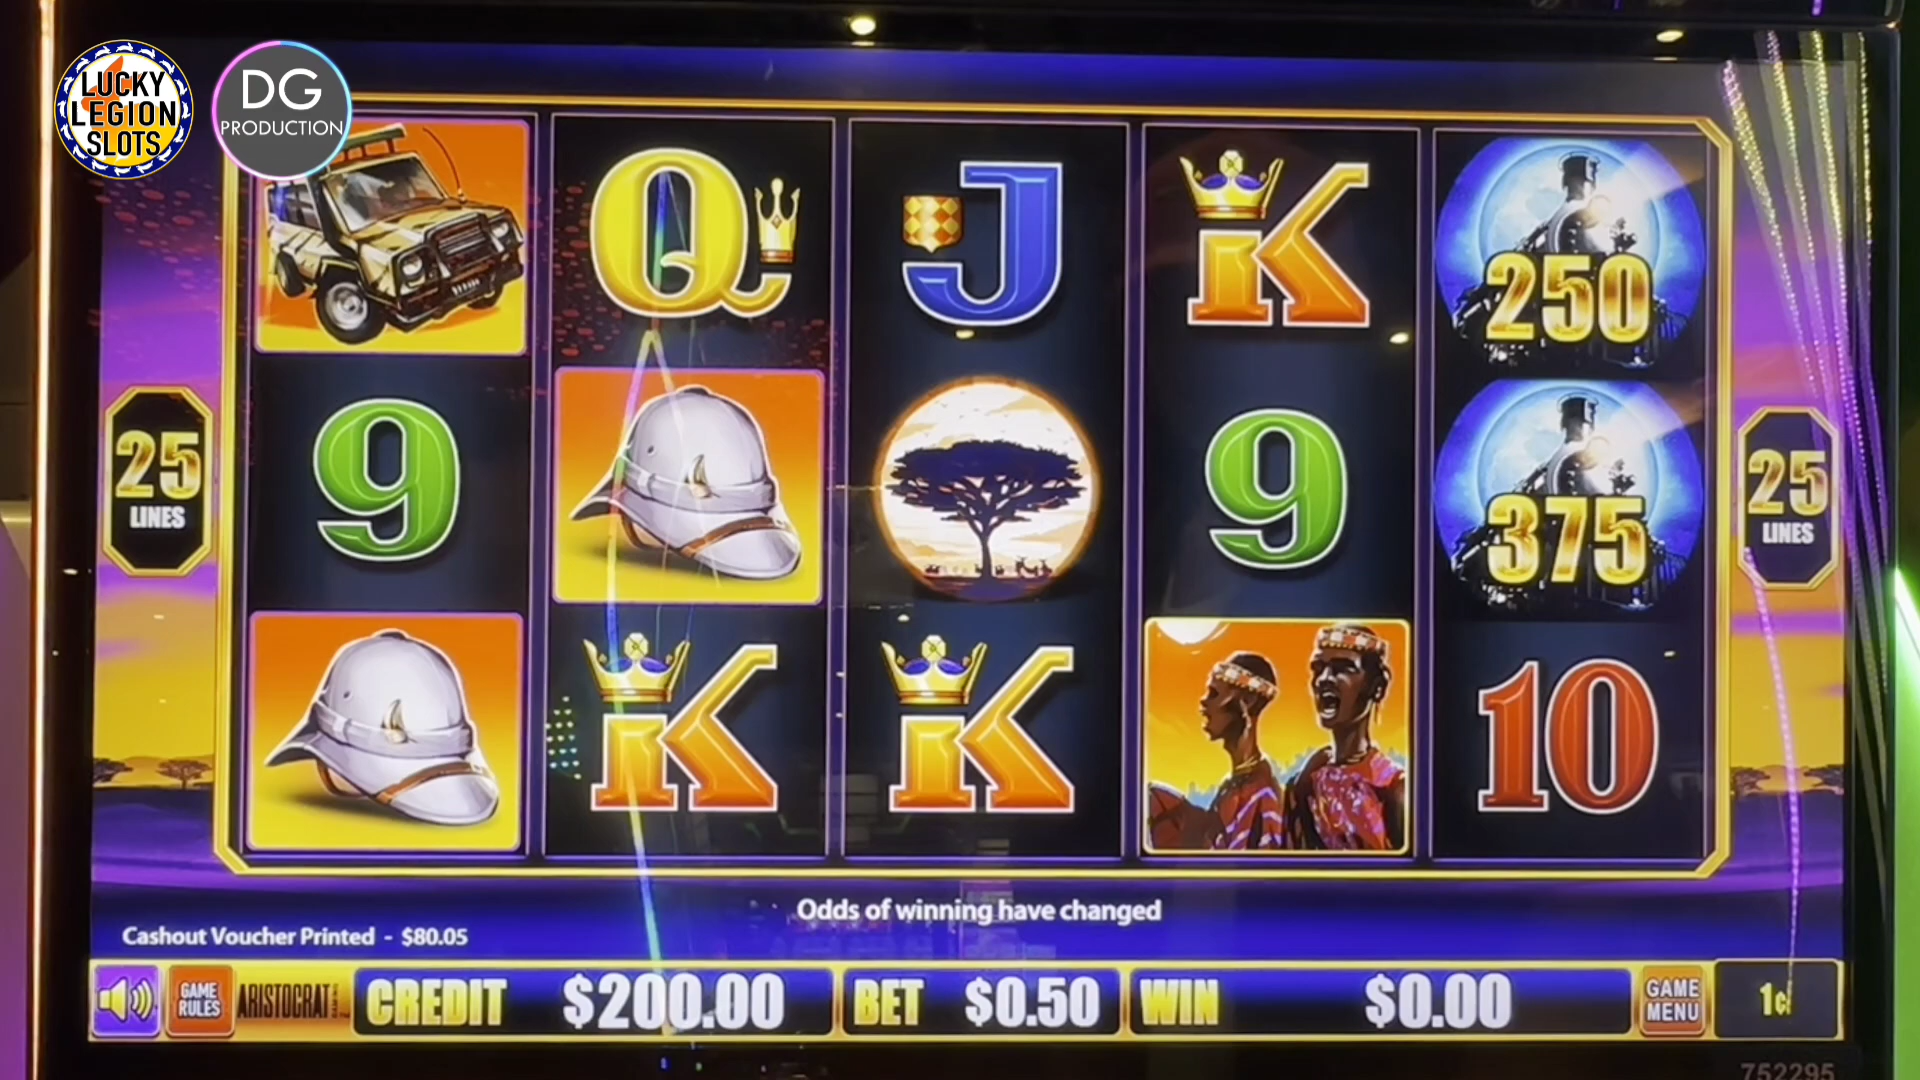 LUCKY
LEGION
SLOTS
DG
PRODUCTION
Q
J
K
250
25
LINES
9
9
375
25
LINES
K
K
10
Odds of winning have changed
Cashout Voucher Printed - $80.05
GAME
RULES
ARISTOCRAT
CREDIT $200.00
BET $0.50
WIN $0.00
GAME
MENU
1¢
752295